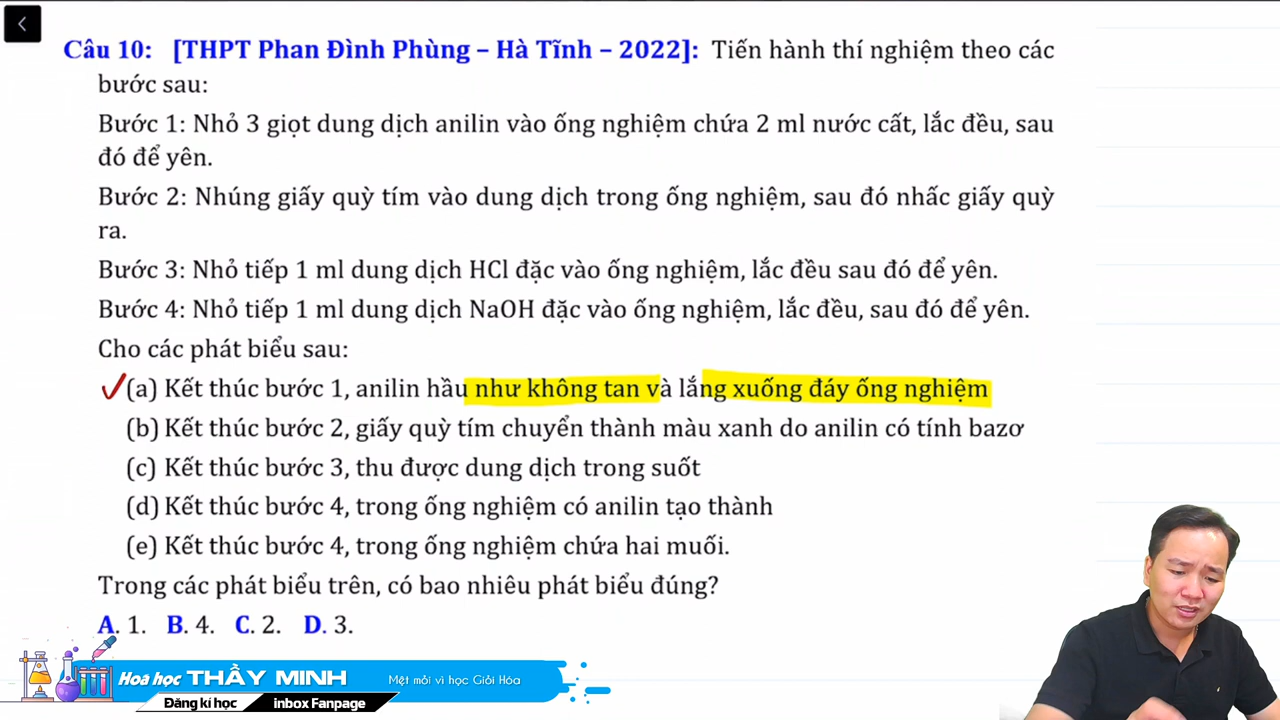 Câu 10: [THPT Phan Đình Phùng – Hà Tĩnh – 2022]: Tiến hành thí nghiệm theo các
bước sau:
Bước 1: Nhỏ 3 giọt dung dịch anilin vào ống nghiệm chứa 2 ml nước cất, lắc đều, sau
đó để yên.
Bước 2: Nhúng giấy quỳ tím vào dung dịch trong ống nghiệm, sau đó nhấc giấy quỳ
ra.
Bước 3: Nhỏ tiếp 1 ml dung dịch HCl đặc vào ống nghiệm, lắc đều sau đó để yên.
Bước 4: Nhỏ tiếp 1 ml dung dịch NaOH đặc vào ống nghiệm, lắc đều, sau đó để yên.
Cho các phát biểu sau:
(a) Kết thúc bước 1, anilin hầu như không tan và lắng xuống đáy ống nghiệm
(b) Kết thúc bước 2, giấy quỳ tím chuyển thành màu xanh do anilin có tính bazơ
(c) Kết thúc bước 3, thu được dung dịch trong suốt
(d) Kết thúc bước 4, trong ống nghiệm có anilin tạo thành
(e) Kết thúc bước 4, trong ống nghiệm chứa hai muối.
Trong các phát biểu trên, có bao nhiêu phát biểu đúng?
A. 1. B. 4. C. 2. D. 3.
Hoá học THẦY MINH Mệt mỏi vì học Giỏi Hóa
Đăng kí học inbox Fanpage